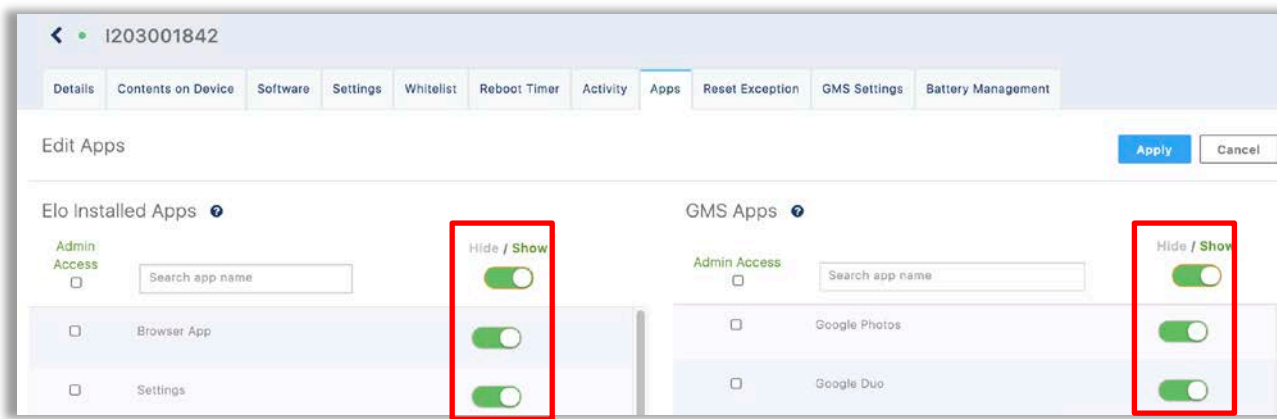 I203001842
Details Contents on Device Software Settings Whitelist Reboot Timer Activity Apps Reset Exception GMS Settings Battery Management
Edit Apps
Apply Cancel
Elo Installed Apps ?
Admin Access
Search app name
Hide / Show
Browser App
Settings
GMS Apps ?
Admin Access
Search app name
Hide / Show
Google Photos
Google Duo